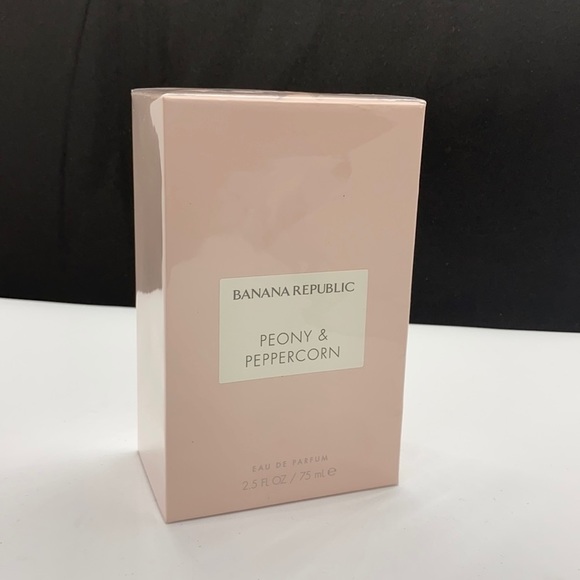 BANANA REPUBLIC
PEONY &
PEPPERCORN
EAU DE PARFUM
2.5 FL OZ / 75 mL ℮